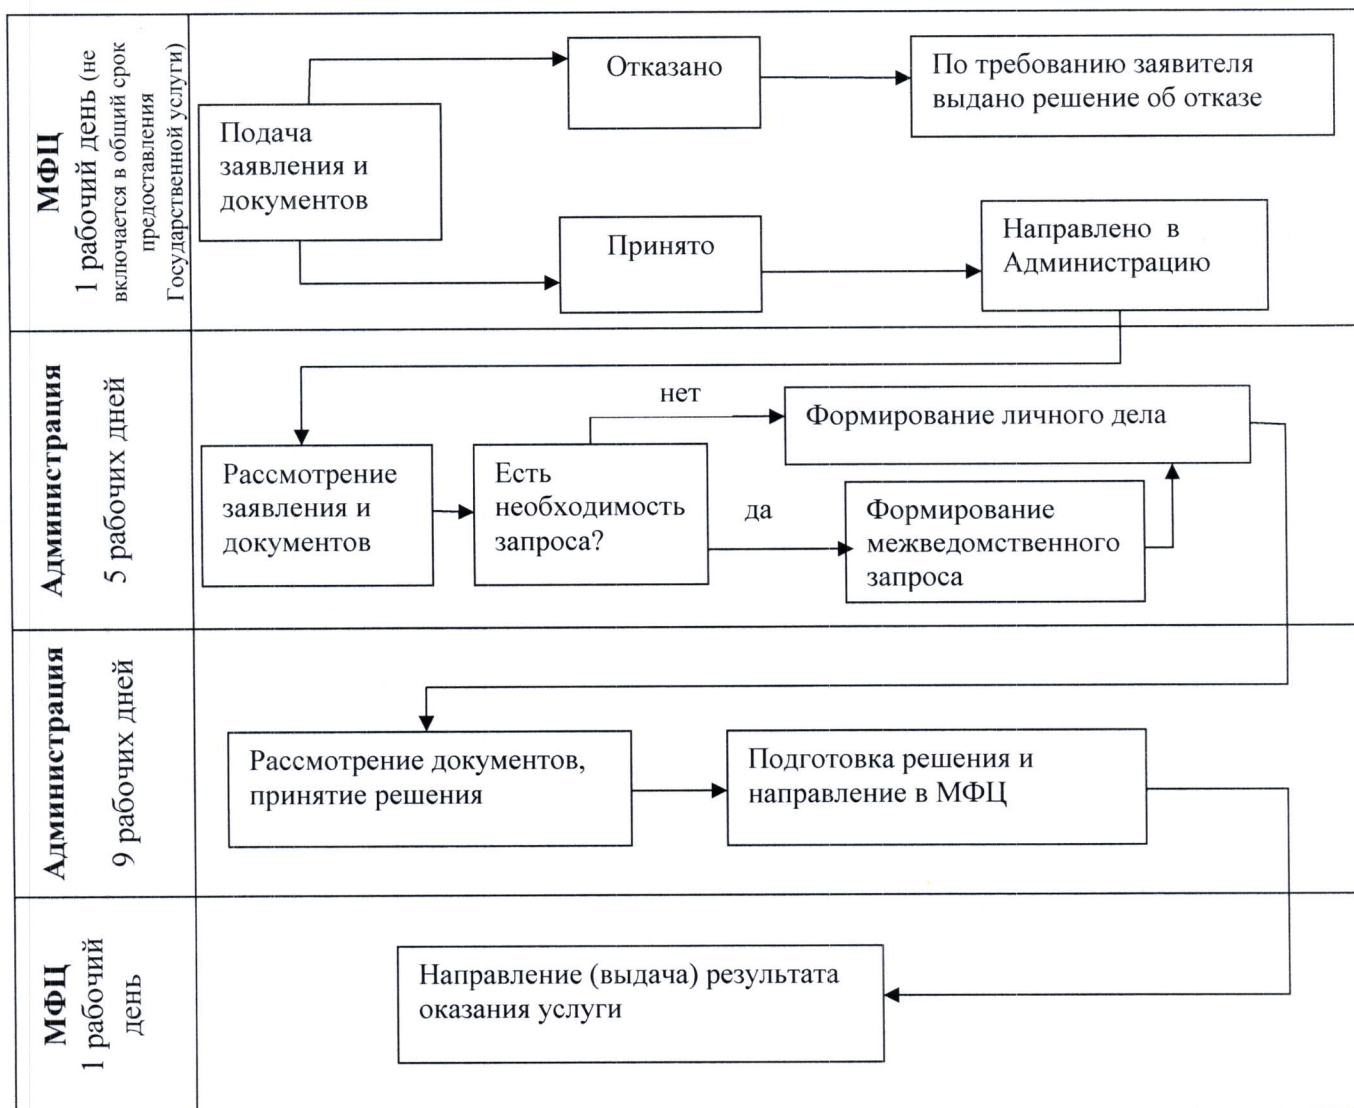 МФЦ
1 рабочий день (не
включается в общий срок
предоставления
Государственной услуги)
Отказано
По требованию заявителя
выдано решение об отказе
Подача
заявления и
документов
Принято
Направлено в
Администрацию
Администрация
5 рабочих дней
нет
Формирование личного дела
Рассмотрение
заявления и
документов
Есть
необходимость
запроса?
да
Формирование
межведомственного
запроса
Администрация
9 рабочих дней
Рассмотрение документов,
принятие решения
Подготовка решения и
направление в МФЦ
МФЦ
1 рабочий
день
Направление (выдача) результата
оказания услуги